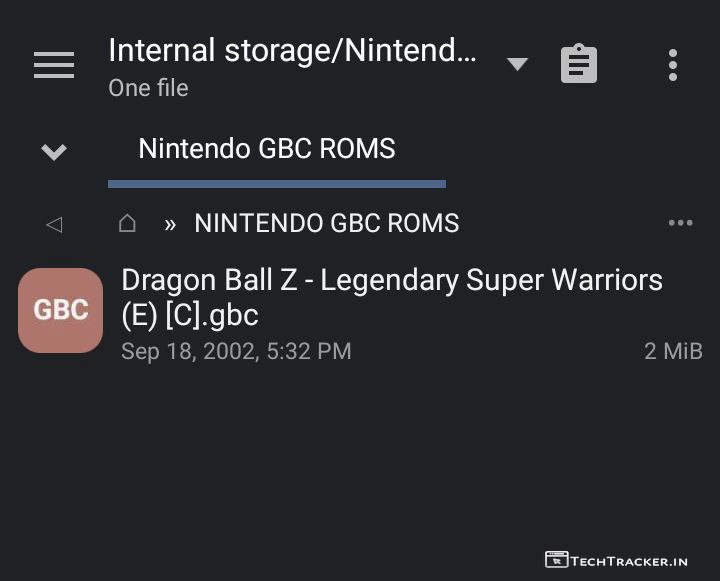 Internal storage/Nintend...
One file
Nintendo GBC ROMS
» NINTENDO GBC ROMS
GBC
Dragon Ball Z - Legendary Super Warriors
(E) [C].gbc
Sep 18, 2002, 5:32 PM
2 MiB
TECHTRACKER.IN